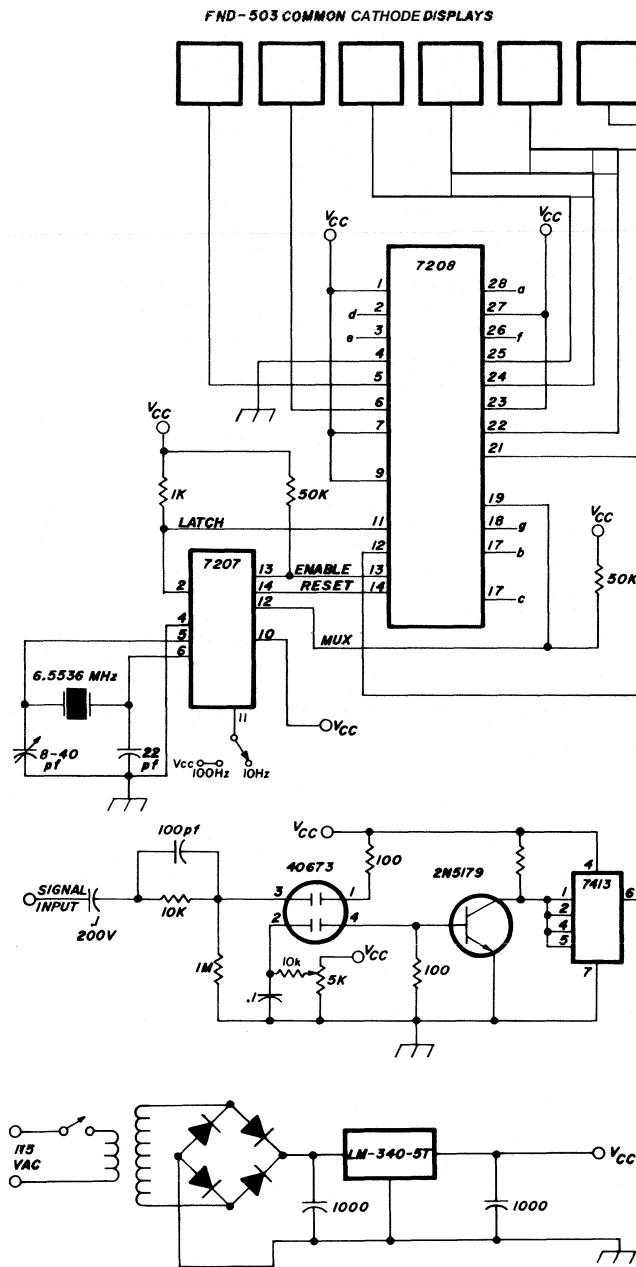 FND-503 COMMON CATHODE DISPLAYS
VCC
VCC
7208
1
28 a
d 2
27
e 3
26 f
4
25
5
24
6
23
7
22
21
9
19
VCC
1K
50K
LATCH
11
18 g
VCC
12
17 b
7207
13 ENABLE 13
50K
2
14 RESET 14
17 c
12
4
5
10
MUX
6
6.5536 MHz
11
VCC
8-40 pf
22 pf
Vcc
100Hz
10Hz
100pf
VCC
40673
100
2N5179
4
7413
SIGNAL INPUT
3
1
1
6
.1
200V
10K
2
4
2
4
5
10k
VCC
1M
5K
100
7
.1
115 VAC
LM-340-5T
VCC
1000
1000